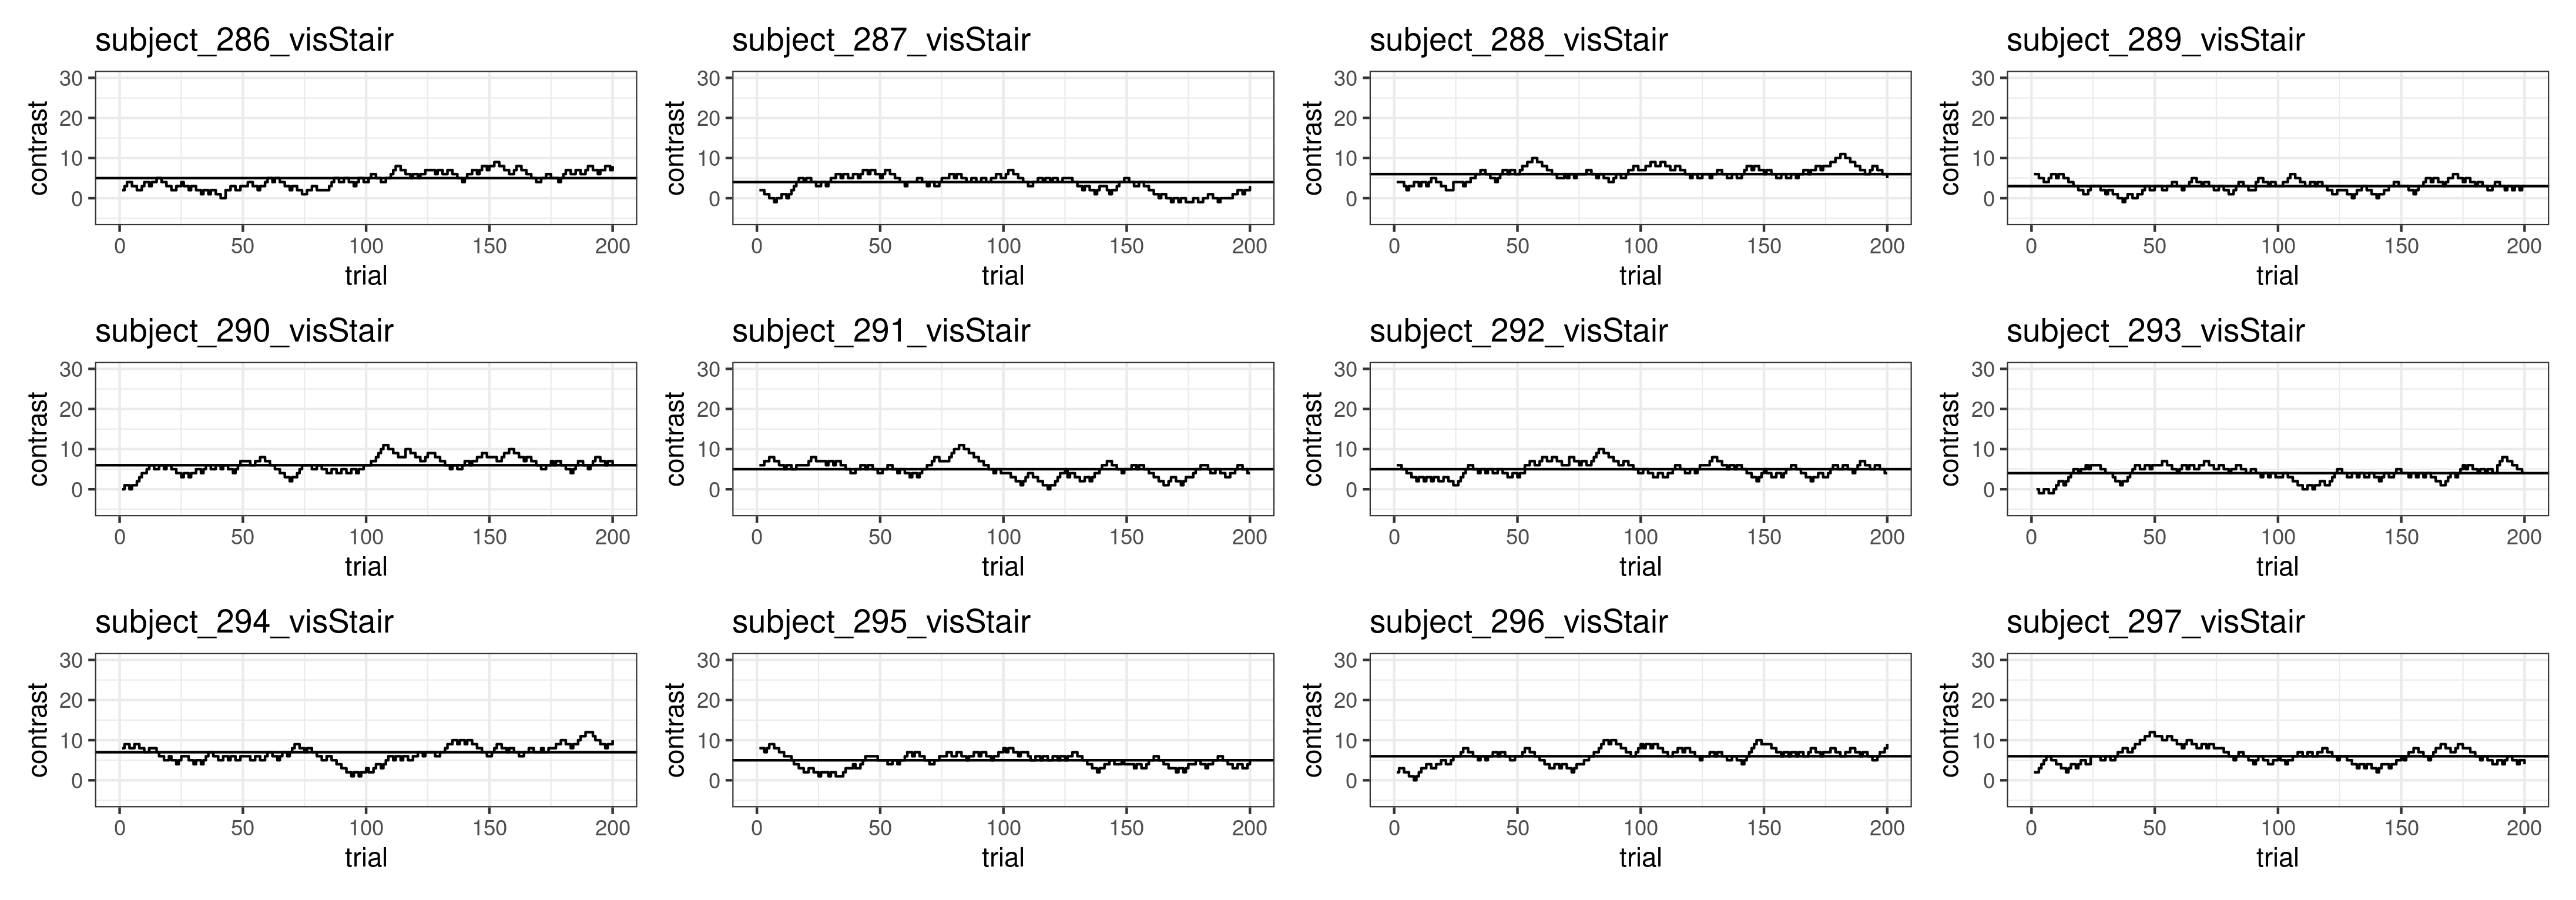 subject_286_visStair
subject_287_visStair
subject_288_visStair
subject_289_visStair
30
20
10
0
contrast
0 50 100 150 200
trial
30
20
10
0
contrast
0 50 100 150 200
trial
30
20
10
0
contrast
0 50 100 150 200
trial
30
20
10
0
contrast
0 50 100 150 200
trial
subject_290_visStair
subject_291_visStair
subject_292_visStair
subject_293_visStair
30
20
10
0
contrast
0 50 100 150 200
trial
30
20
10
0
contrast
0 50 100 150 200
trial
30
20
10
0
contrast
0 50 100 150 200
trial
30
20
10
0
contrast
0 50 100 150 200
trial
subject_294_visStair
subject_295_visStair
subject_296_visStair
subject_297_visStair
30
20
10
0
contrast
0 50 100 150 200
trial
30
20
10
0
contrast
0 50 100 150 200
trial
30
20
10
0
contrast
0 50 100 150 200
trial
30
20
10
0
contrast
0 50 100 150 200
trial